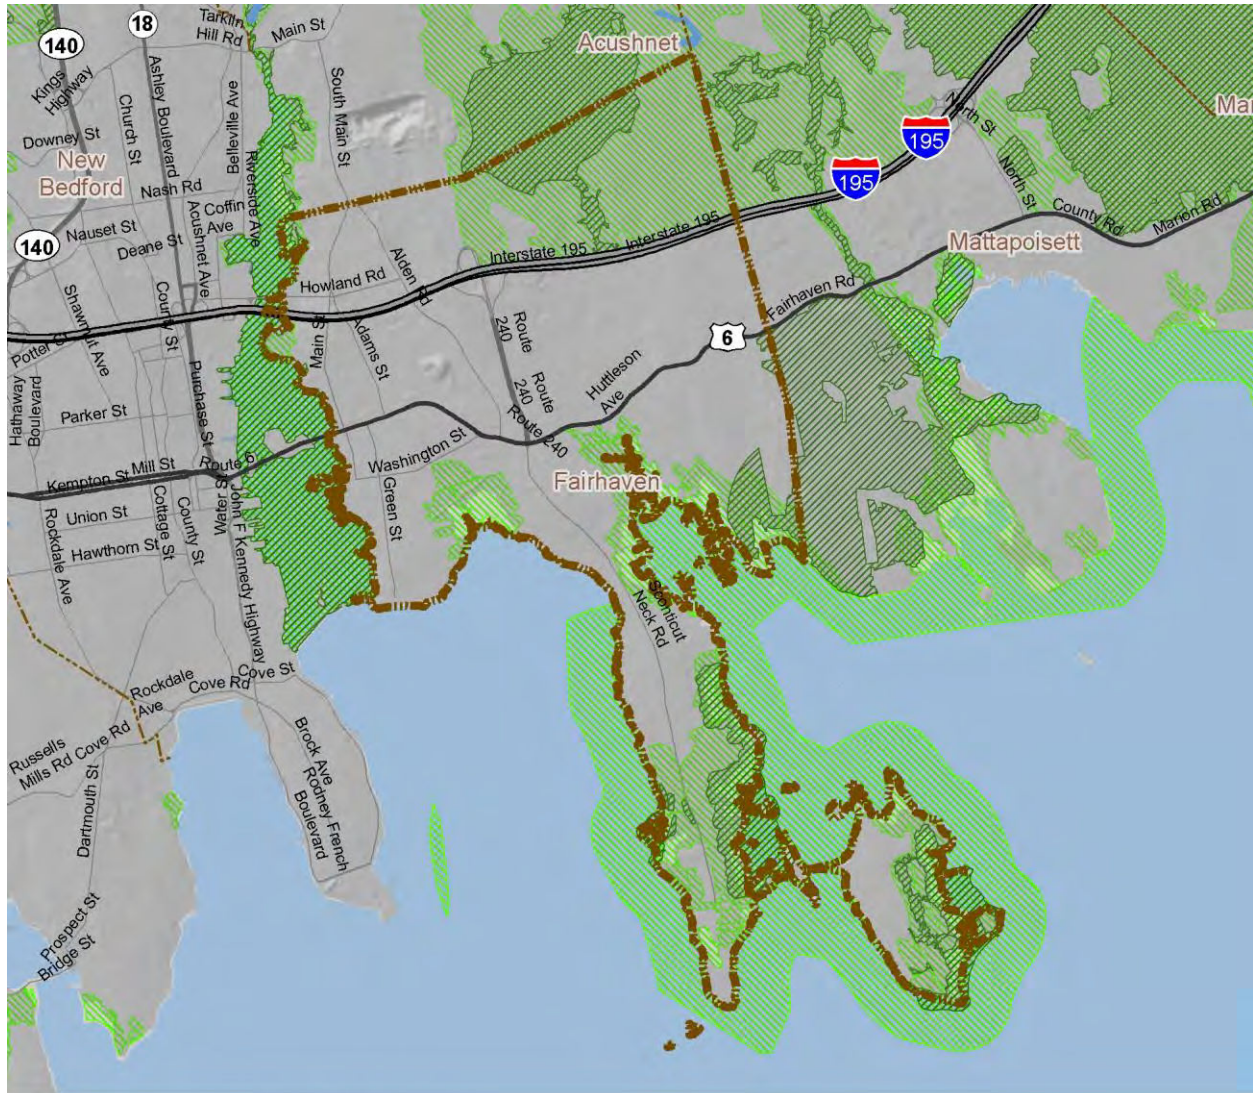 140
18
Tarkiln
Hill Rd
Main St
Acushnet
Kings
Highway
Ashley Boulevard
Church St
Belleville Ave
South Main St
Downey St
New
Bedford
Nash Rd
Riverside Ave
Coffin
Ave
Nauset St
Deane St
Acushnet Ave
140
195
195
North St
North St
Mar
County Rd
Marion Rd
Mattapoisett
Interstate 195
Interstate 195
Howland Rd
Alden Rd
Fairhaven Rd
6
Shawmut Ave
County St
Potter St
Main St
Adams St
Route
240
Route
240
Huttleson
Ave
Hathaway
Boulevard
Parker St
Purchase St
Route 240
Washington St
Kempton St
Mill St
Route 6
Fairhaven
Union St
Cottage St
County St
Water St
John F Kennedy Highway
Green St
Rockdale Ave
Hawthorn St
Sconticut
Neck Rd
Rockdale
Ave
Cove Rd
Cove St
Russells
Mills Rd
Cove Rd
Brock Ave
Rodney French
Boulevard
Dartmouth St
Prospect St
Bridge St